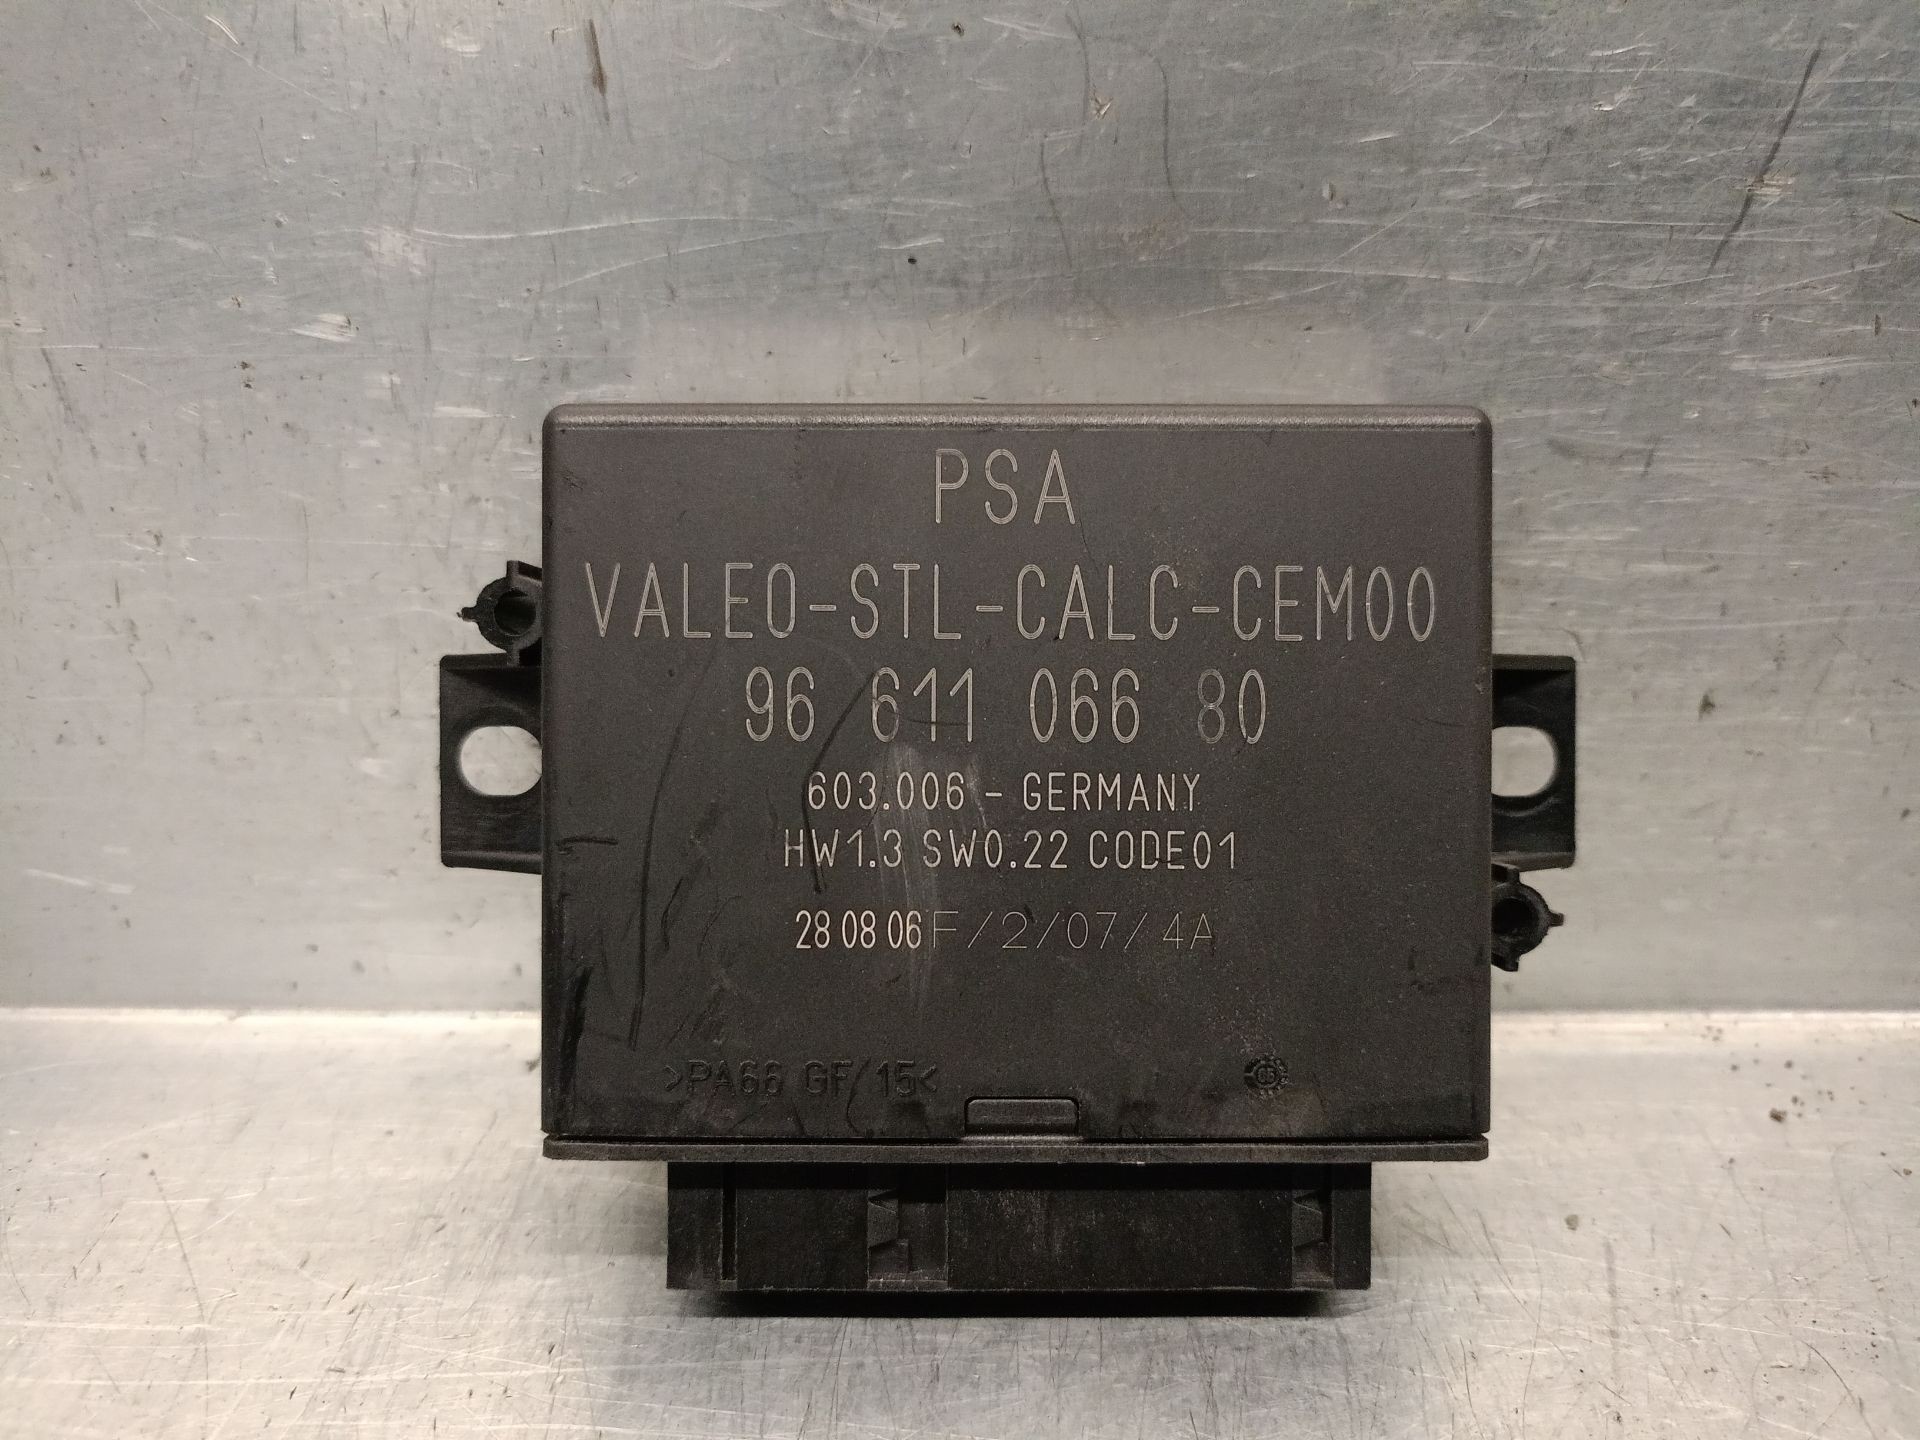 PSA
VALEO-STL-CALC-CEM00
96 611 066 80
603.006 - GERMANY
HW1.3 SW0.22 CODE01
28 08 06 F/2/07/4A
>PA66 GF/15<
05